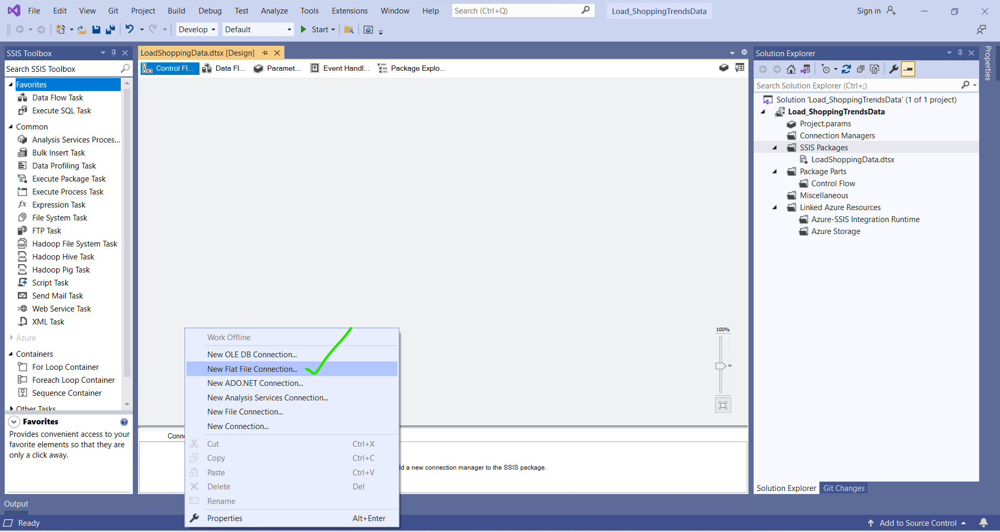 File Edit View Git Project Build Debug Test Analyze Tools Extensions Window Help Search (Ctrl+Q) Load_ShoppingTrendsData Sign in
Develop Default Start
SSIS Toolbox
Search SSIS Toolbox
Favorites
Data Flow Task
Execute SQL Task
Common
Analysis Services Proces...
Bulk Insert Task
Data Profiling Task
Execute Package Task
Execute Process Task
Expression Task
File System Task
FTP Task
Hadoop File System Task
Hadoop Hive Task
Hadoop Pig Task
Script Task
Send Mail Task
Web Service Task
XML Task
Azure
Containers
For Loop Container
Foreach Loop Container
Sequence Container
Other Tasks
Favorites
Provides convenient access to your
favorite elements so that they are
only a click away.
LoadShoppingData.dtsx [Design]
Control Fl... Data Fl... Paramet... Event Handl... Package Explo...
100%
Work Offline
New OLE DB Connection...
New Flat File Connection...
New ADO.NET Connection...
New Analysis Services Connection...
New File Connection...
New Connection...
Cut Ctrl+X
Copy Ctrl+C
Paste Ctrl+V
Delete Del
Rename
Properties Alt+Enter
Conne
d a new connection manager to the SSIS package.
Solution Explorer
Search Solution Explorer (Ctrl+;)
Solution 'Load_ShoppingTrendsData' (1 of 1 project)
Load_ShoppingTrendsData
Project.params
Connection Managers
SSIS Packages
LoadShoppingData.dtsx
Package Parts
Control Flow
Miscellaneous
Linked Azure Resources
Azure-SSIS Integration Runtime
Azure Storage
Solution Explorer Git Changes
Properties
Output
Ready
Add to Source Control